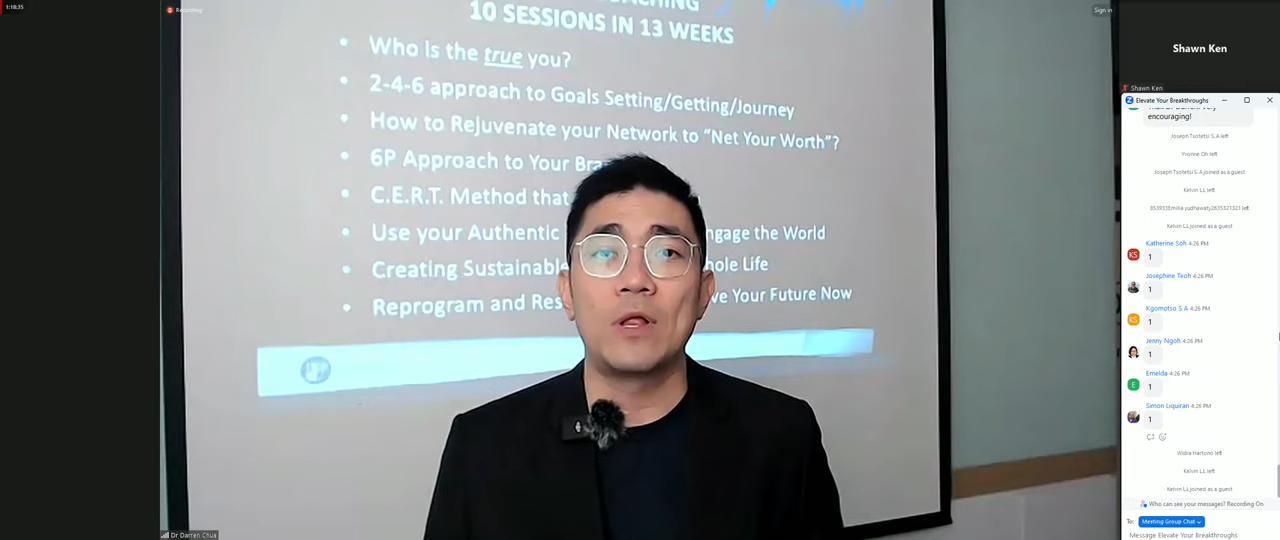 1:18:35
Recording
Sign in
10 SESSIONS IN 13 WEEKS
Who is the true you?
2-4-6 approach to Goals Setting/Getting/Journey
How to Rejuvenate your Network to “Net Your Worth”?
6P Approach to Your
C.E.R.T. Method that
Use your Authentic
the World
Creating
Life
Reprogram and
Your Future Now
Dr Darren Chua
Shawn Ken
Shawn Ken
Elevate Your Breakthroughs
encouraging!
Joseph Tsotetsi S.A left
Yvonne Oh left
Joseph Tsotetsi S.A joined as a guest
Kelvin LL left
Kelvin LL joined as a guest
Katherine Soh 4:26 PM
KS
1
Josephine Teoh 4:26 PM
1
Kgomotso S A 4:26 PM
KS
1
Jenny Ngoh 4:26 PM
1
Emelda 4:26 PM
E
1
Simon Liquiran 4:26 PM
1
Widra Hartono left
Kelvin LL left
Kelvin LL joined as a guest
Who can see your messages? Recording On
To: Meeting Group Chat
Message Elevate Your Breakthroughs